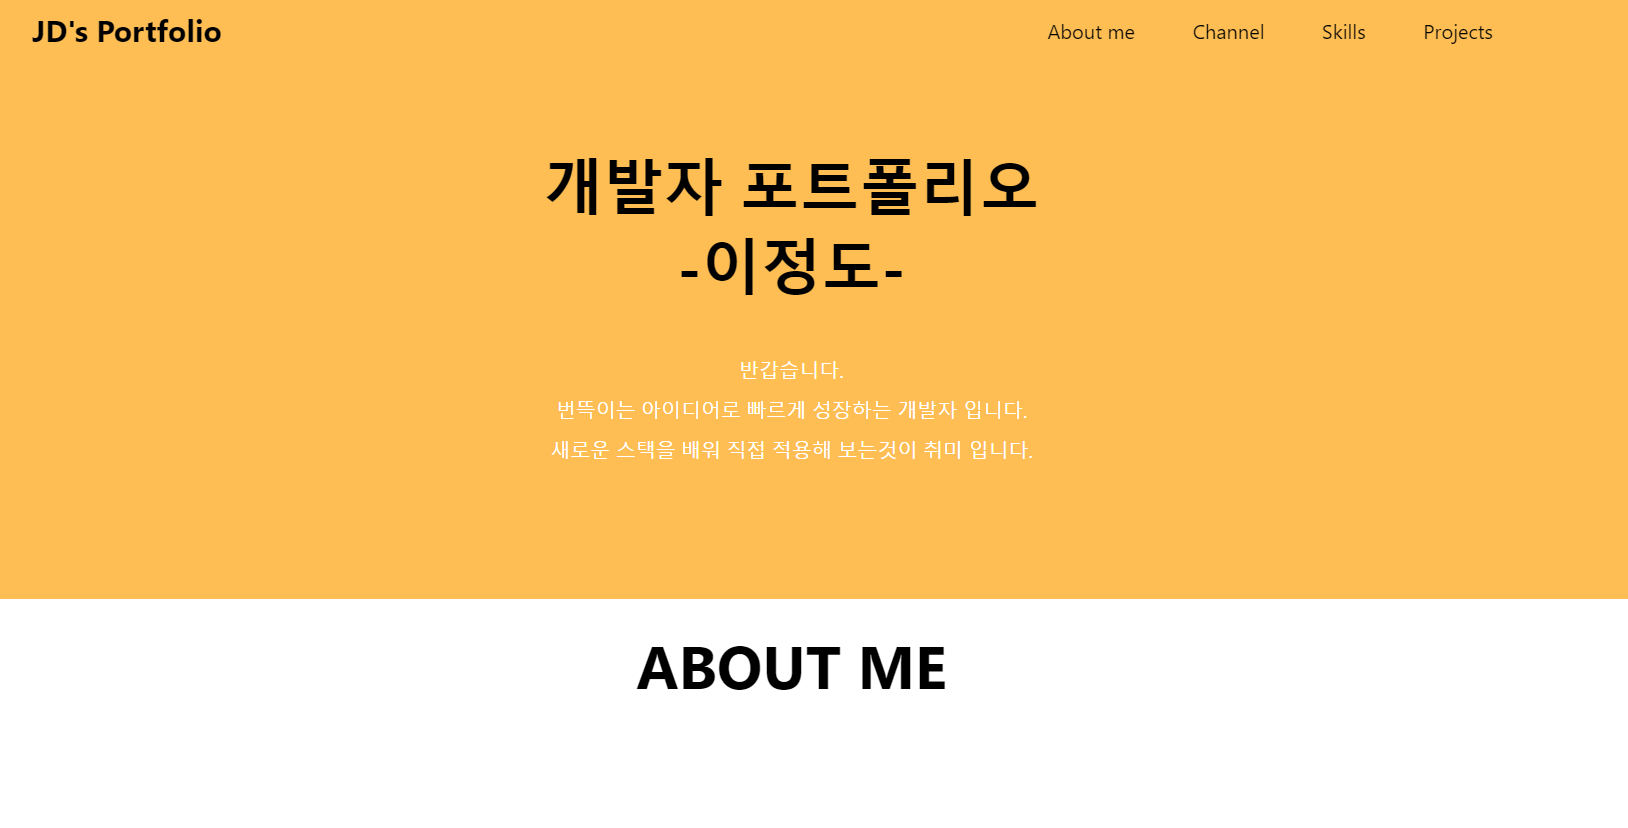 JD's Portfolio
About me Channel Skills Projects
개발자 포트폴리오
-이정도-
반갑습니다.
번뜩이는 아이디어로 빠르게 성장하는 개발자 입니다.
새로운 스택을 배워 직접 적용해 보는것이 취미 입니다.
ABOUT ME